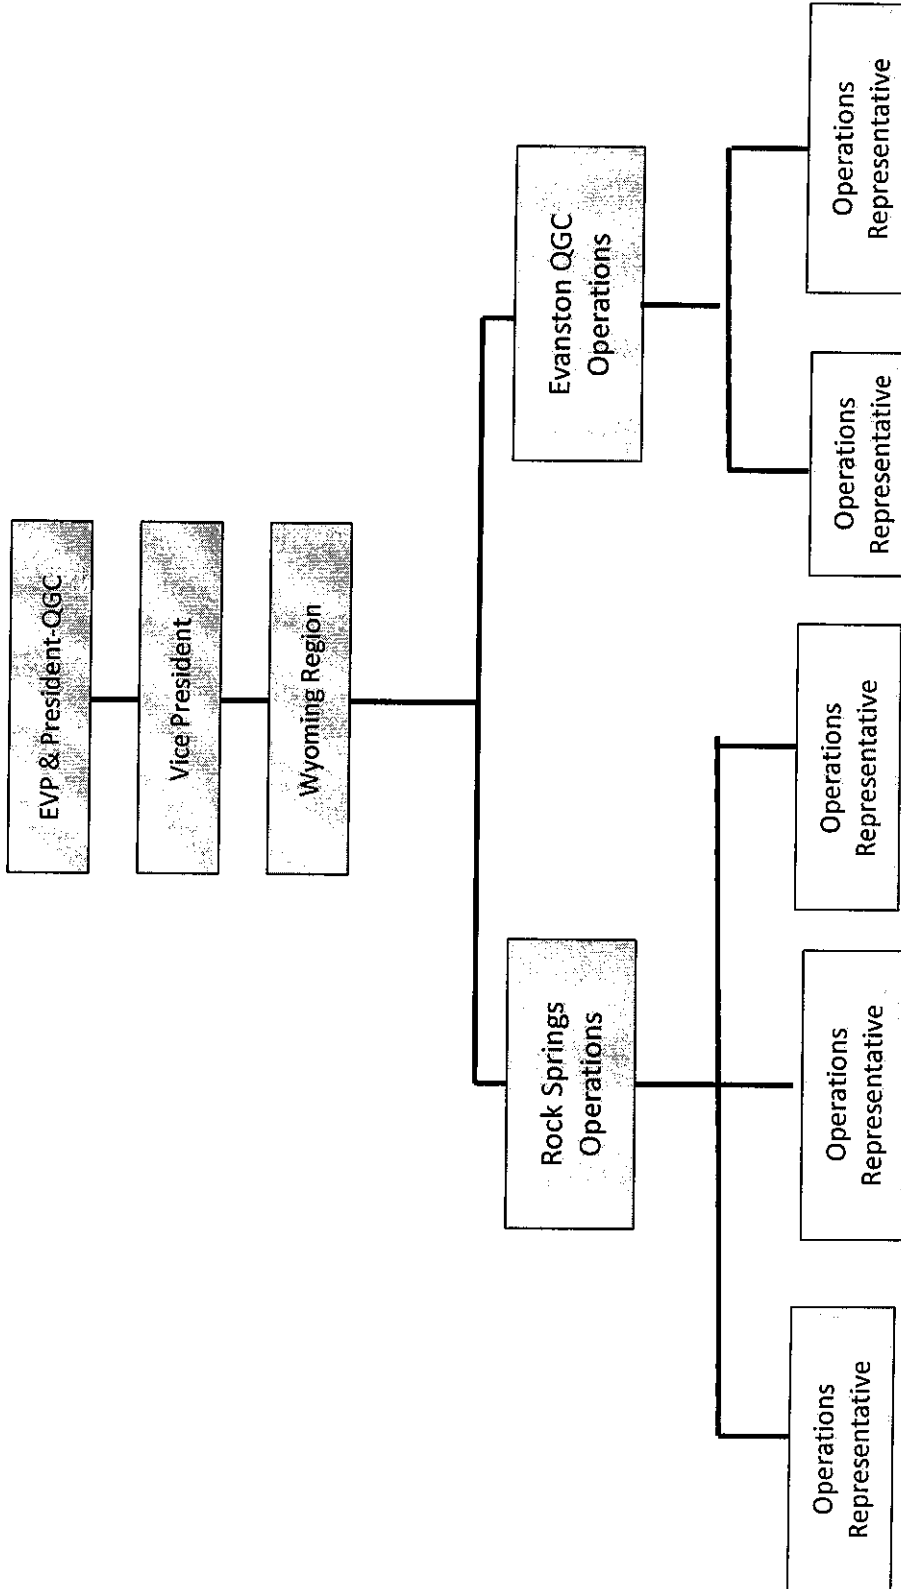 EVP & President-QGC
Vice President
Wyoming Region
Rock Springs
Operations
Evanston QGC
Operations
Operations
Representative
Operations
Representative
Operations
Representative
Operations
Representative
Operations
Representative